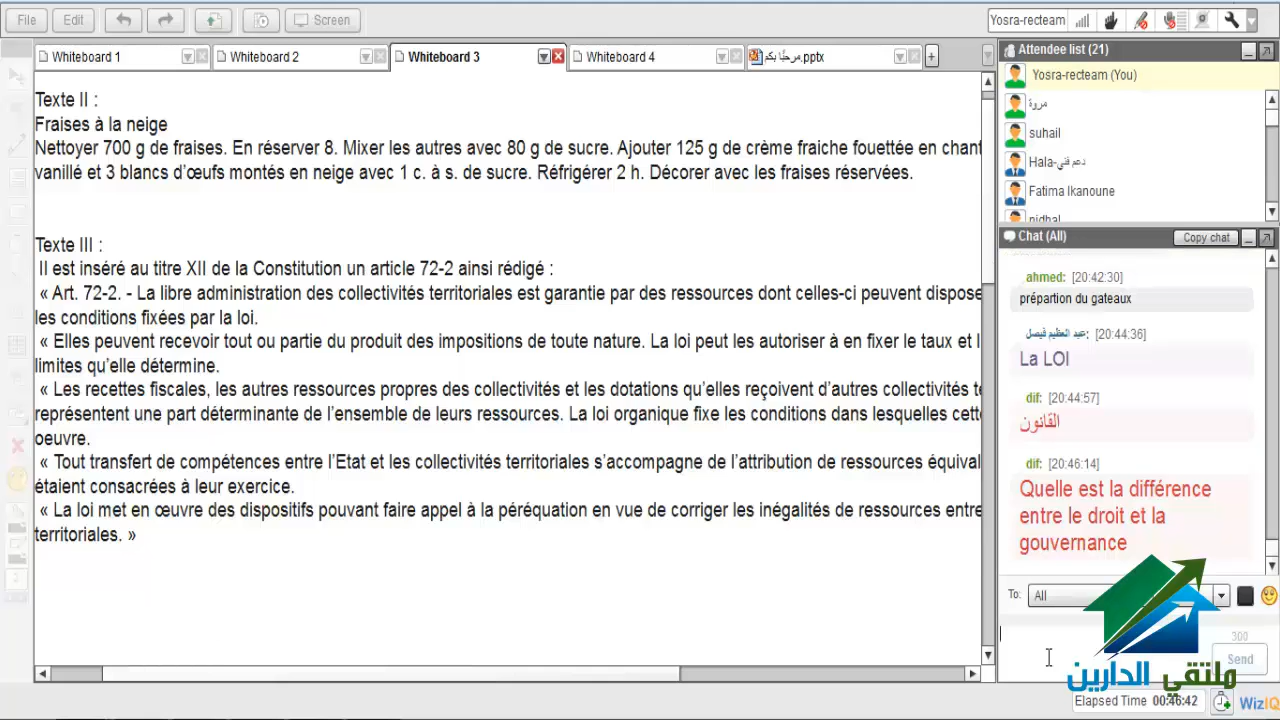 File
Edit
Screen
Yosra-recteam
Whiteboard 1
Whiteboard 2
Whiteboard 3
Whiteboard 4
مرحبًا بكم.pptx
Texte II :
Fraises à la neige
Nettoyer 700 g de fraises. En réserver 8. Mixer les autres avec 80 g de sucre. Ajouter 125 g de crème fraiche fouettée en chant
vanillé et 3 blancs d'œufs montés en neige avec 1 c. à s. de sucre. Réfrigérer 2 h. Décorer avec les fraises réservées.
Texte III :
Il est inséré au titre XII de la Constitution un article 72-2 ainsi rédigé :
« Art. 72-2. - La libre administration des collectivités territoriales est garantie par des ressources dont celles-ci peuvent dispose
les conditions fixées par la loi.
« Elles peuvent recevoir tout ou partie du produit des impositions de toute nature. La loi peut les autoriser à en fixer le taux et l
limites qu'elle détermine.
« Les recettes fiscales, les autres ressources propres des collectivités et les dotations qu'elles reçoivent d'autres collectivités te
représentent une part déterminante de l'ensemble de leurs ressources. La loi organique fixe les conditions dans lesquelles cett
oeuvre.
« Tout transfert de compétences entre l'Etat et les collectivités territoriales s'accompagne de l'attribution de ressources équival
étaient consacrées à leur exercice.
« La loi met en œuvre des dispositifs pouvant faire appel à la péréquation en vue de corriger les inégalités de ressources entre
territoriales. »
Attendee list (21)
Yosra-recteam (You)
مروة
suhail
Hala-دعم فني
Fatima Ikanoune
nidhal
Chat (All)
Copy chat
ahmed: [20:42:30]
prépartion du gateaux
عبد العظيم فيصل: [20:44:36]
La LOI
dif: [20:44:57]
القانون
dif: [20:46:14]
Quelle est la différence
entre le droit et la
gouvernance
To: All
300
Send
ملتقي الدارين
Elapsed Time 00:46:42
WizIQ